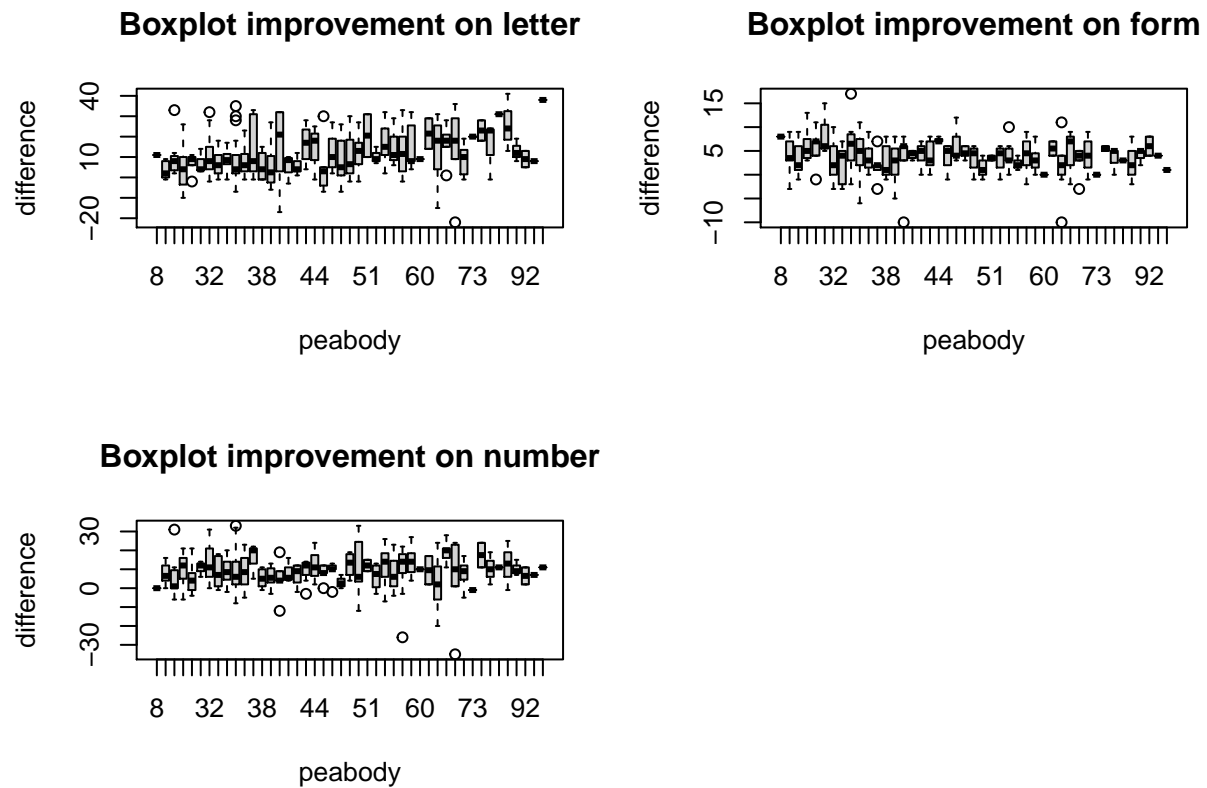 Boxplot improvement on letter
difference
40
10
−20
8 32 38 44 51 60 73 92
peabody
Boxplot improvement on form
difference
15
5
−10
8 32 38 44 51 60 73 92
peabody
Boxplot improvement on number
difference
30
0
−30
8 32 38 44 51 60 73 92
peabody